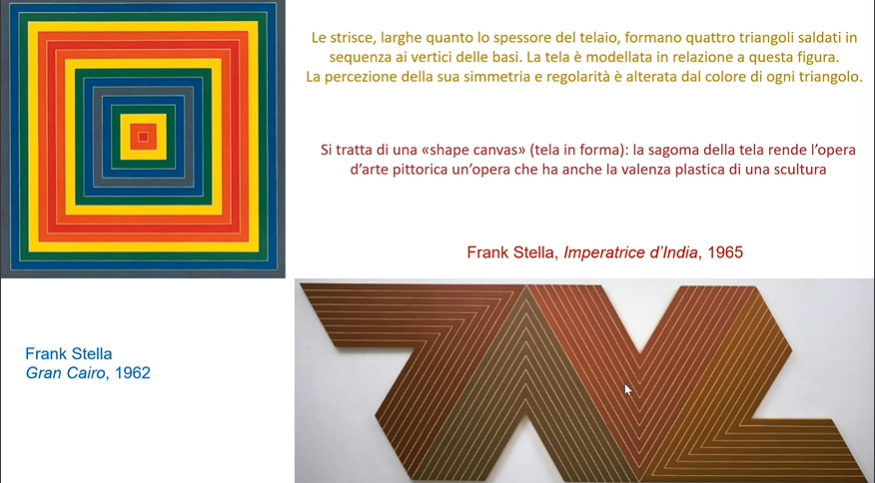 Le strisce, larghe quanto lo spessore del telaio, formano quattro triangoli saldati in
sequenza ai vertici delle basi. La tela è modellata in relazione a questa figura.
La percezione della sua simmetria e regolarità è alterata dal colore di ogni triangolo.
Si tratta di una «shape canvas» (tela in forma): la sagoma della tela rende l’opera
d’arte pittorica un’opera che ha anche la valenza plastica di una scultura
Frank Stella, Imperatrice d’India, 1965
Frank Stella
Gran Cairo, 1962